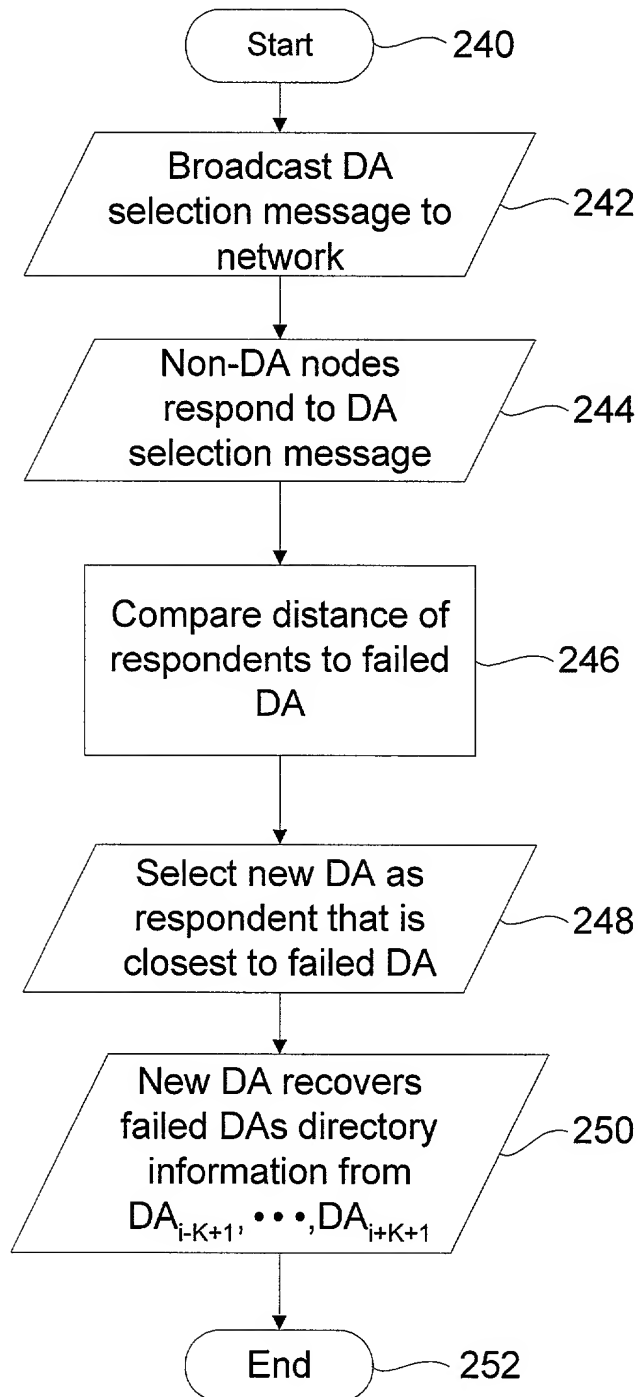 Start
240
Broadcast DA
selection message to
network
242
Non-DA nodes
respond to DA
selection message
244
Compare distance of
respondents to failed
DA
246
Select new DA as
respondent that is
closest to failed DA
248
New DA recovers
failed DAs directory
information from
DA_{i-K+1}, •••,DA_{i+K+1}
250
End
252